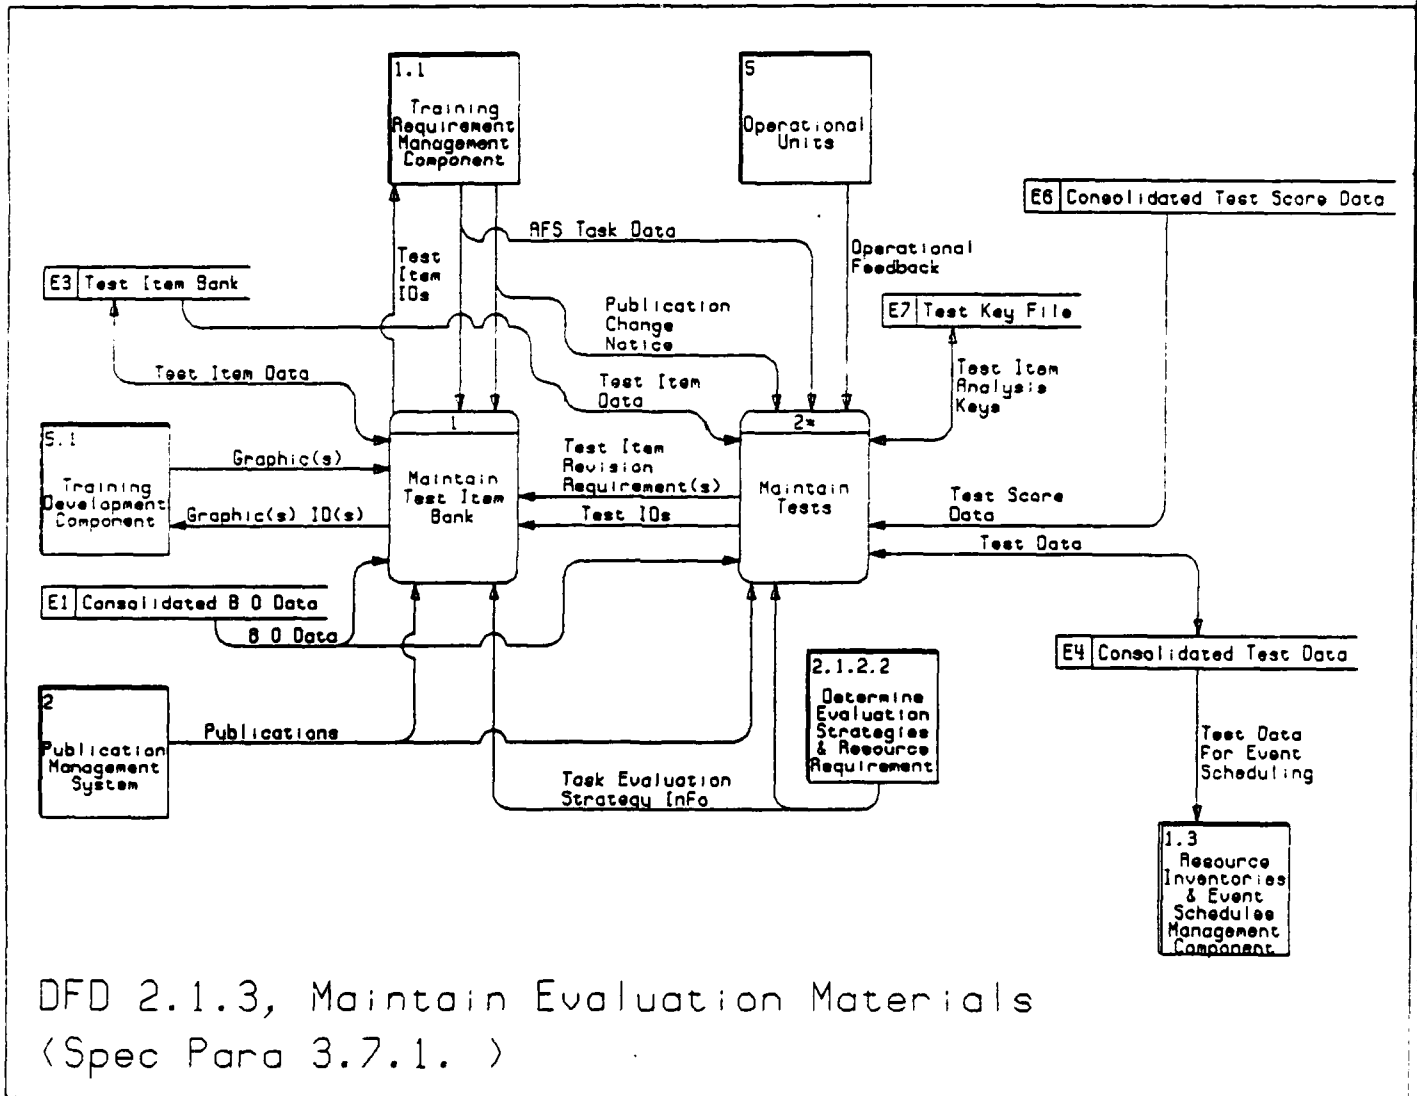 1.1
Training
Requirement
Management
Component
5
Operational
Units
E6 Consolidated Test Score Data
AFS Task Data
Test
Item
IDs
Operational
Feedback
E3 Test Item Bank
Publication
Change
Notice
E7 Test Key File
Test Item Data
Test Item
Data
Test Item
Analysis
Keys
1
2*
5.1
Training
Development
Component
Graphic(s)
Graphic(s) ID(s)
Maintain
Test Item
Bank
Test Item
Revision
Requirement(s)
Test IDs
Maintain
Tests
Test Score
Data
Test Data
E1 Consolidated B O Data
B O Data
E4 Consolidated Test Data
2
Publication
Management
System
Publications
2.1.2.2
Determine
Evaluation
Strategies
& Resource
Requirement
Task Evaluation
Strategy Info
Test Data
For Event
Scheduling
1.3
Resource
Inventories
& Event
Schedules
Management
Component
DFD 2.1.3, Maintain Evaluation Materials
(Spec Para 3.7.1. )